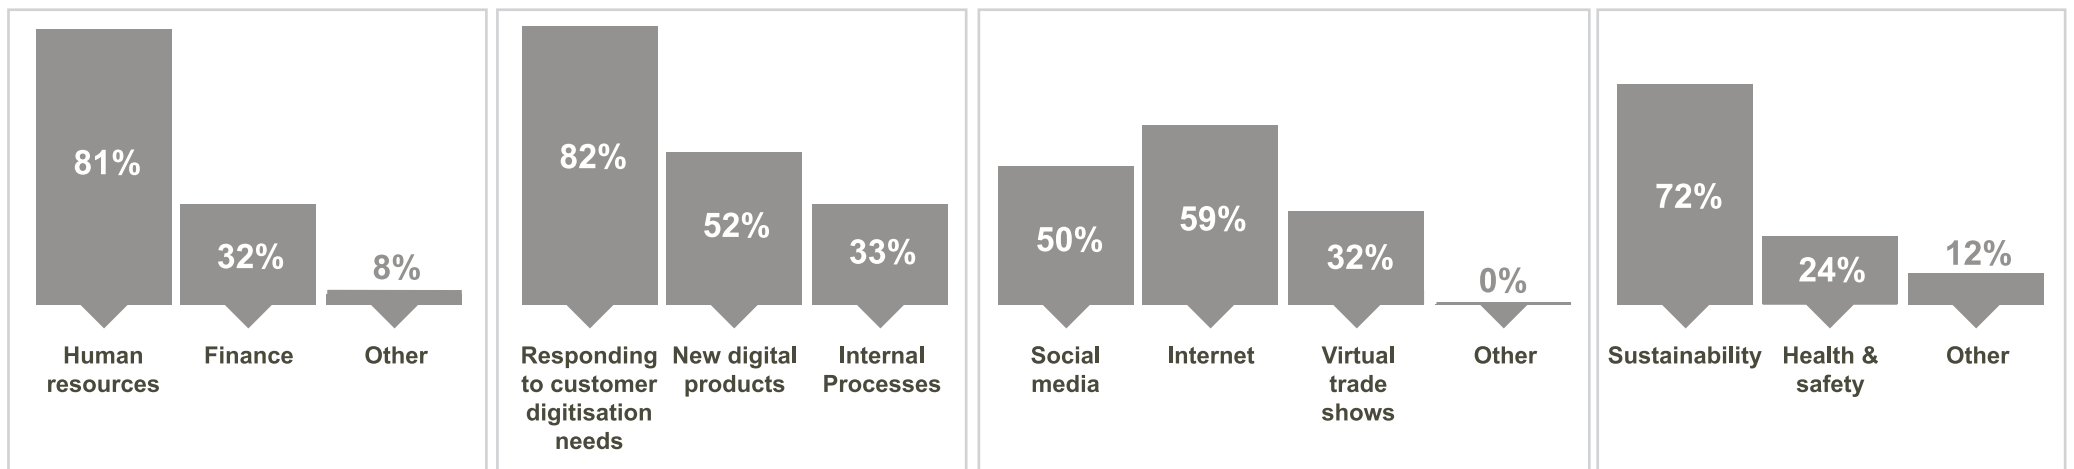 81%
32%
8%
Human
resources
Finance
Other
82%
52%
33%
Responding
to customer
digitisation
needs
New digital
products
Internal
Processes
50%
59%
32%
0%
Social
media
Internet
Virtual
trade
shows
Other
72%
24%
12%
Sustainability
Health &
safety
Other